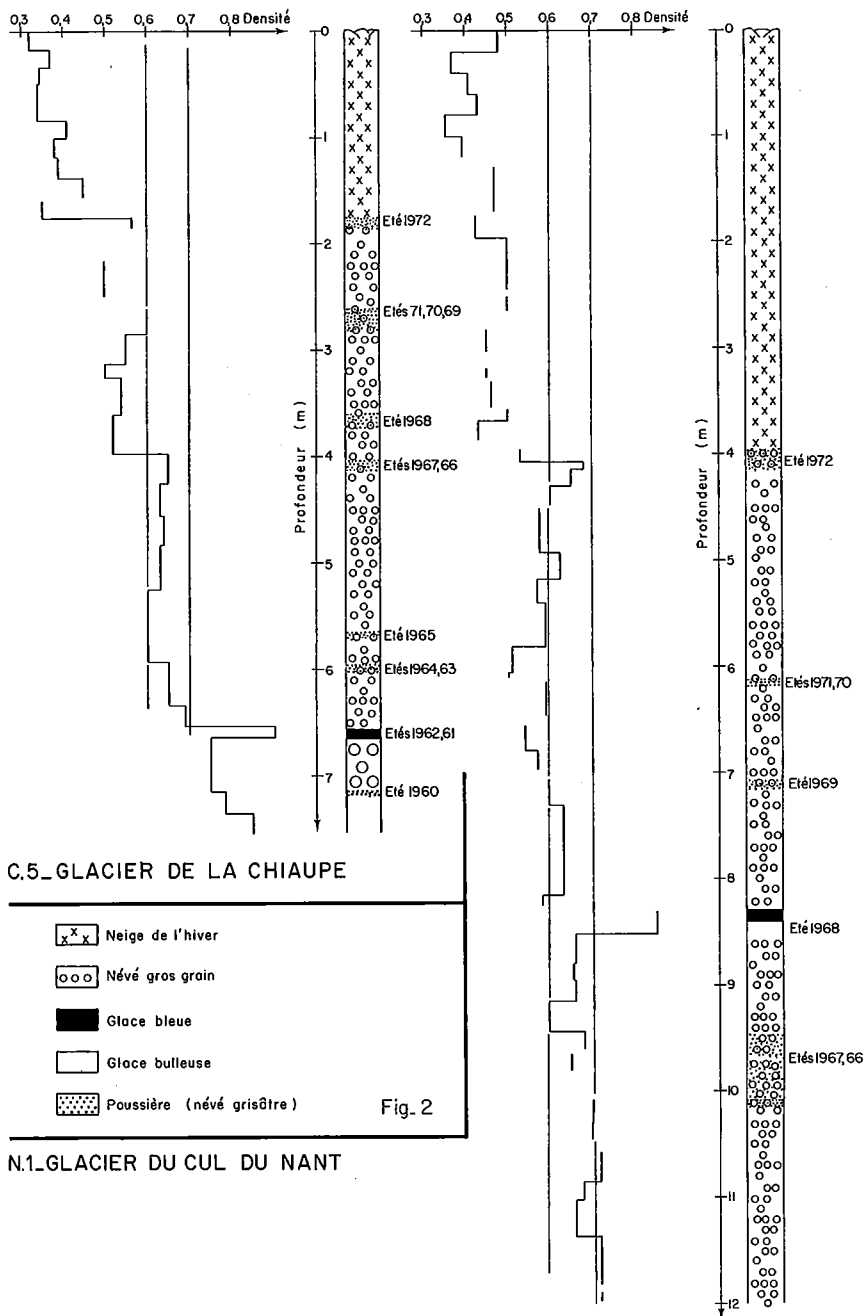 0,3 0,4 0,5 0,6 0,7 0,8 Densité
0
1
2
3
4
5
6
7
Profondeur (m)
Eté 1972
Etés 71,70,69
Eté 1968
Etés 1967,66
Eté 1965
Etés 1964,63
Etés 1962,61
Eté 1960
C.5_GLACIER DE LA CHIAUPE
x x x Neige de l'hiver
Névé gros grain
Glace bleue
Glace bulleuse
Poussière (névé grisâtre)
Fig_2
N.1_GLACIER DU CUL DU NANT
0,3 0,4 0,5 0,6 0,7 0,8 Densité
0
1
2
3
4
5
6
7
8
9
10
11
12
Profondeur (m)
Eté 1972
Etés 1971,70
Eté 1969
Eté 1968
Etés 1967,66